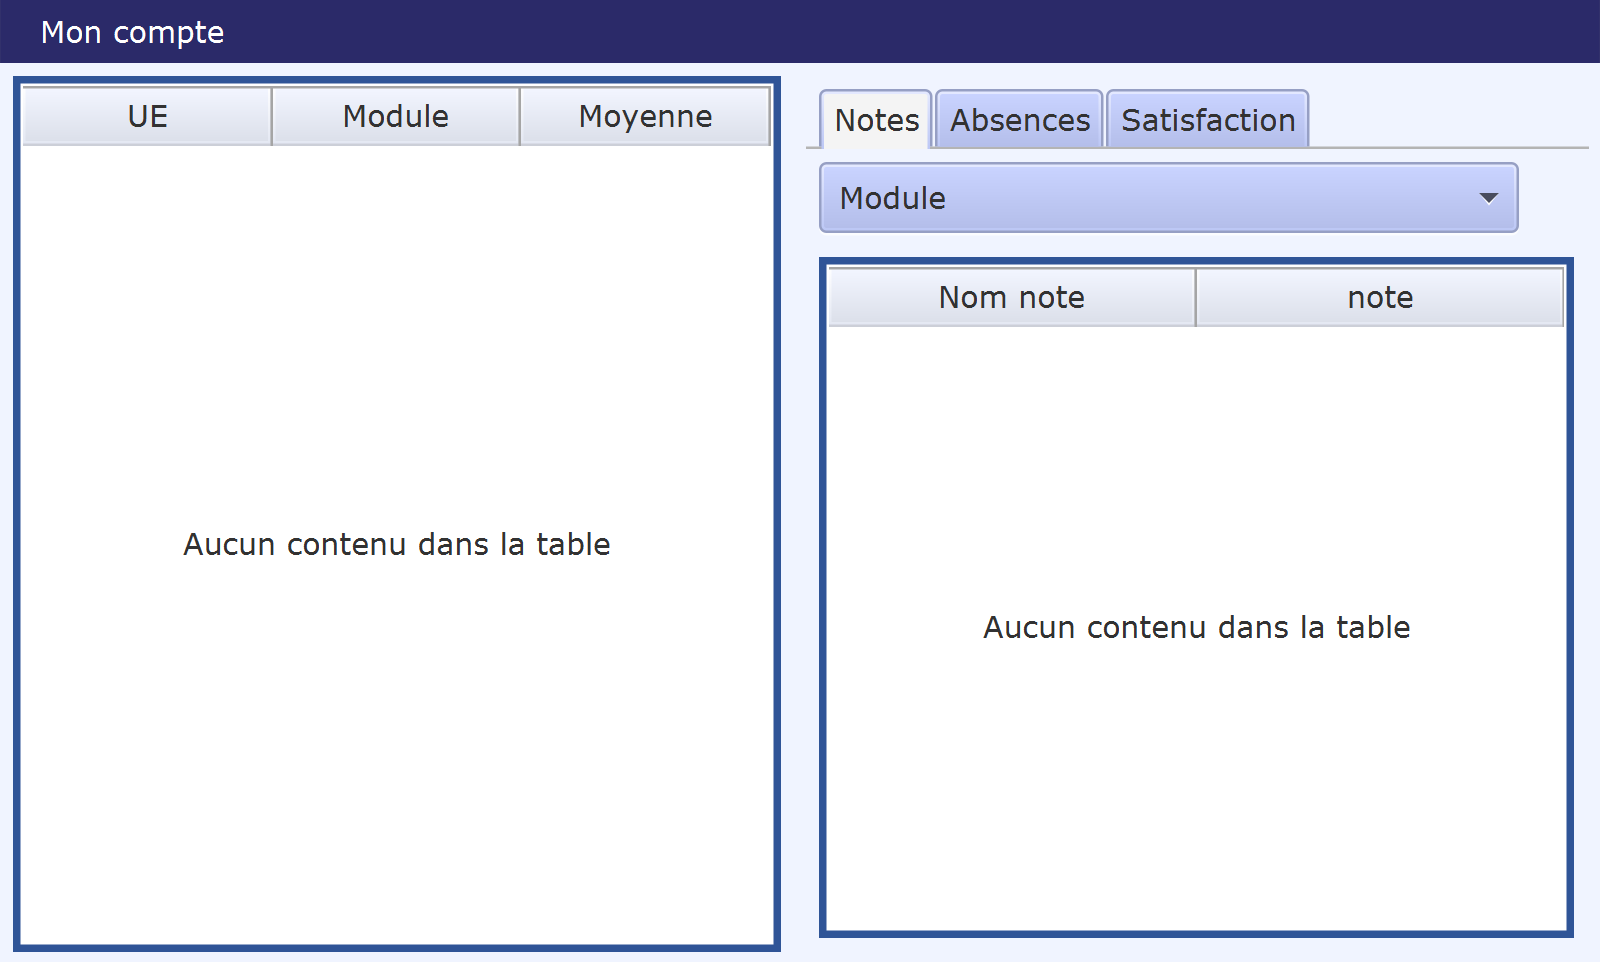 Mon compte
UE Module Moyenne
Aucun contenu dans la table
Notes Absences Satisfaction
Module
Nom note note
Aucun contenu dans la table